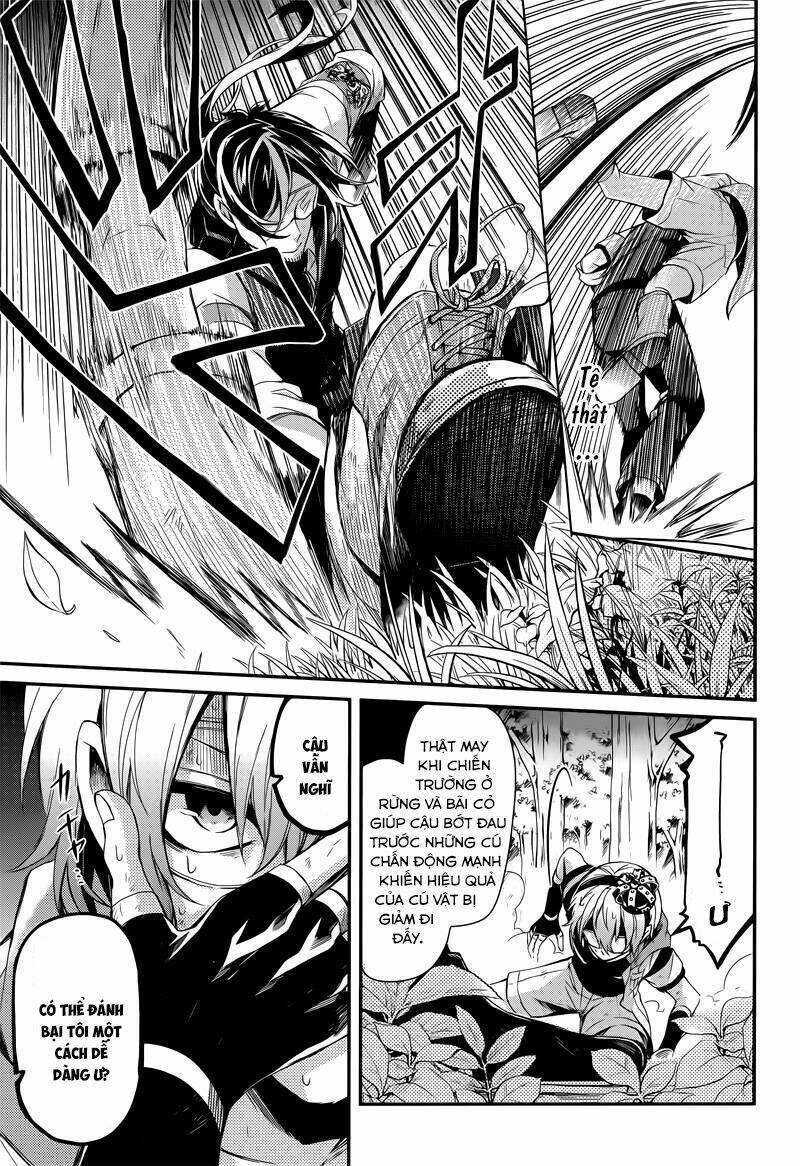 Tệ
thật
...
THẬT MAY
KHI CHIẾN
TRƯỜNG Ở
RỪNG VÀ BÃI CỎ
GIÚP CẬU BỚT ĐAU
TRƯỚC NHỮNG CÚ
CHẤN ĐỘNG MẠNH
KHIẾN HIỆU QUẢ
CỦA CÚ VẬT BỊ
GIẢM ĐI
ĐẤY.
Ư
CẬU
VẪN
NGHĨ
CÓ THỂ ĐÁNH
BẠI TÔI MỘT
CÁCH DỄ
DÀNG Ư?